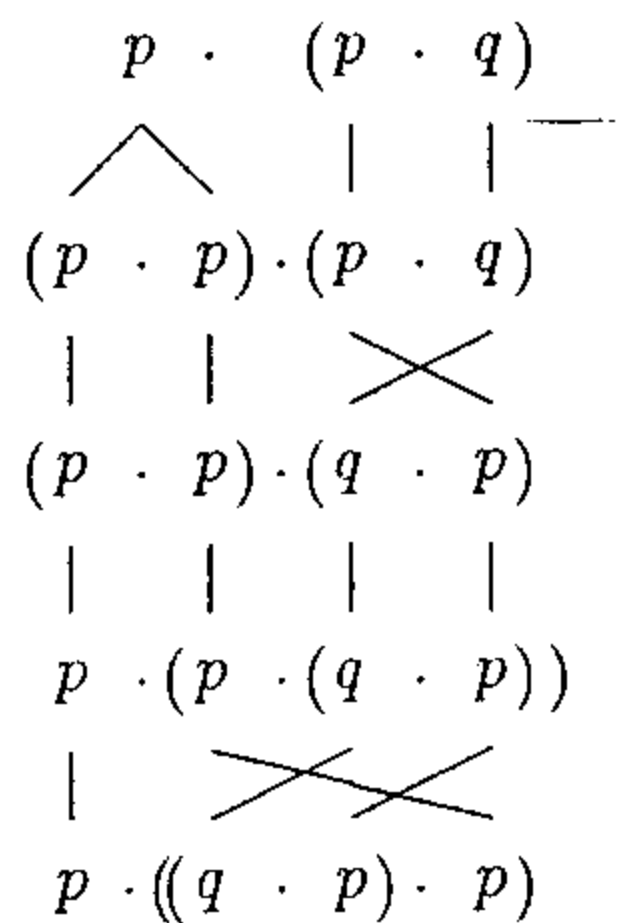 p · (p · q)
(p · p) · (p · q)
(p · p) · (q · p)
p · (p · (q · p))
p · ((q · p) · p)